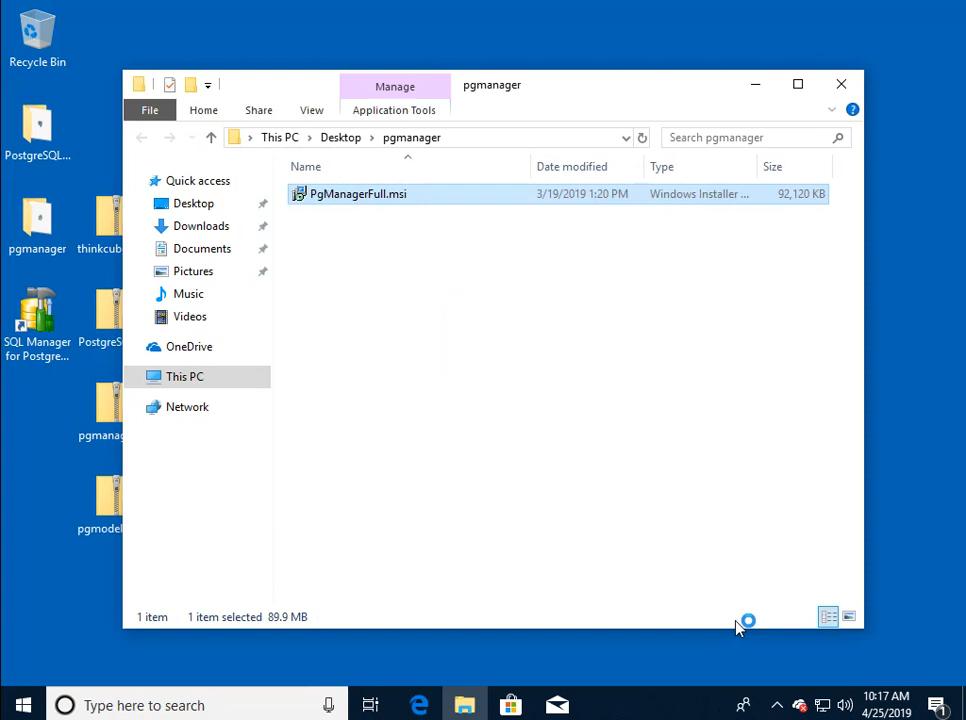 Recycle Bin
PostgreSQL...
pgmanager
thinkcub
SQL Manager
for Postgre...
PostgreS
pgmanag
pgmodel
Manage
pgmanager
File
Home
Share
View
Application Tools
This PC
Desktop
pgmanager
Search pgmanager
Name
Date modified
Type
Size
PgManagerFull.msi
3/19/2019 1:20 PM
Windows Installer ...
92,120 KB
Quick access
Desktop
Downloads
Documents
Pictures
Music
Videos
OneDrive
This PC
Network
1 item
1 item selected 89.9 MB
Type here to search
10:17 AM
4/25/2019
1